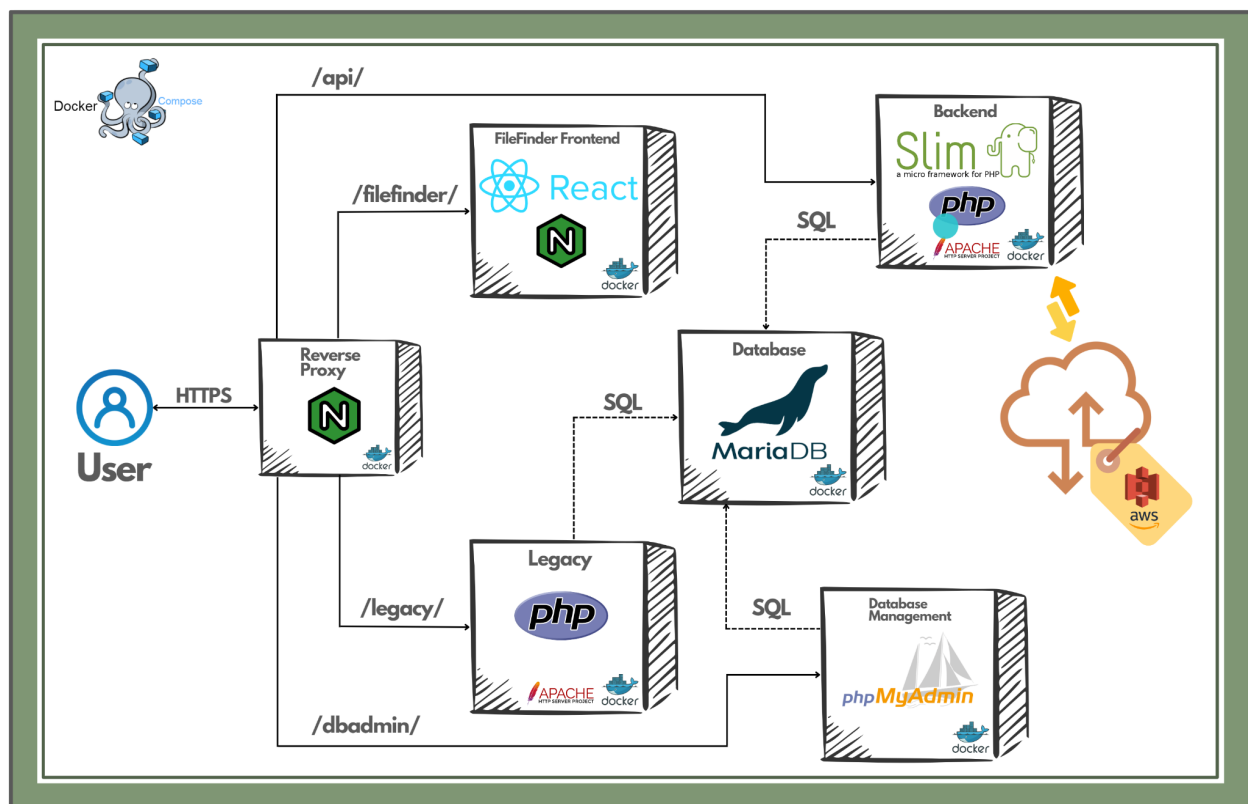 Docker
Compose
/api/
Backend
Slim
a micro framework for PHP
php
APACHE
HTTP SERVER PROJECT
docker
FileFinder Frontend
React
N
docker
/filefinder/
SQL
Reverse
Proxy
N
docker
HTTPS
User
Database
MariaDB
docker
SQL
aws
Legacy
php
APACHE
HTTP SERVER PROJECT
docker
/legacy/
SQL
Database
Management
phpMyAdmin
docker
/dbadmin/